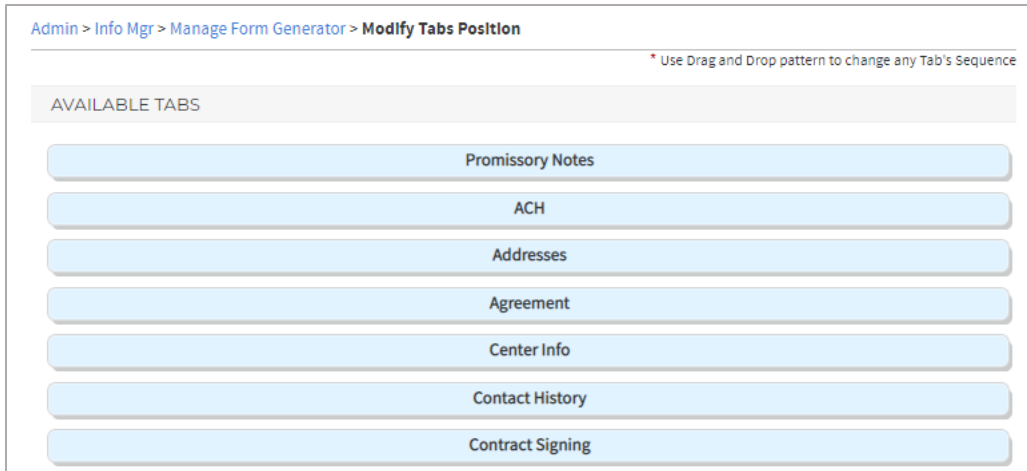 Admin > Info Mgr > Manage Form Generator > Modify Tabs Position
* Use Drag and Drop pattern to change any Tab's Sequence
AVAILABLE TABS
Promissory Notes
ACH
Addresses
Agreement
Center Info
Contact History
Contract Signing